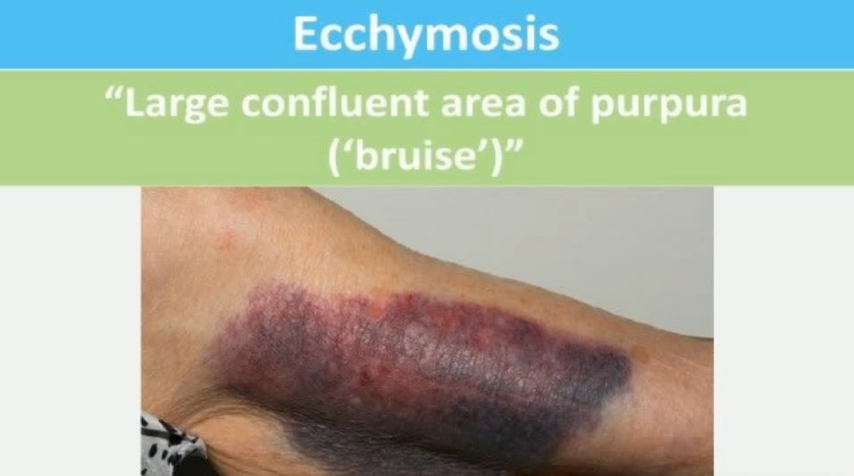 Ecchymosis
“Large confluent area of purpura
(‘bruise’)”